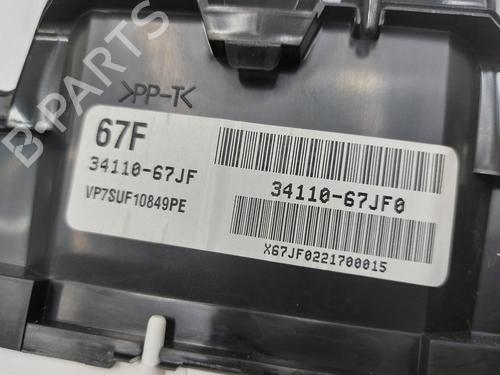 B-PARTS
>PP-T<
67F
34110-67JF
VP7SUF10849PE
34110-67JF0
X67JF0221700015